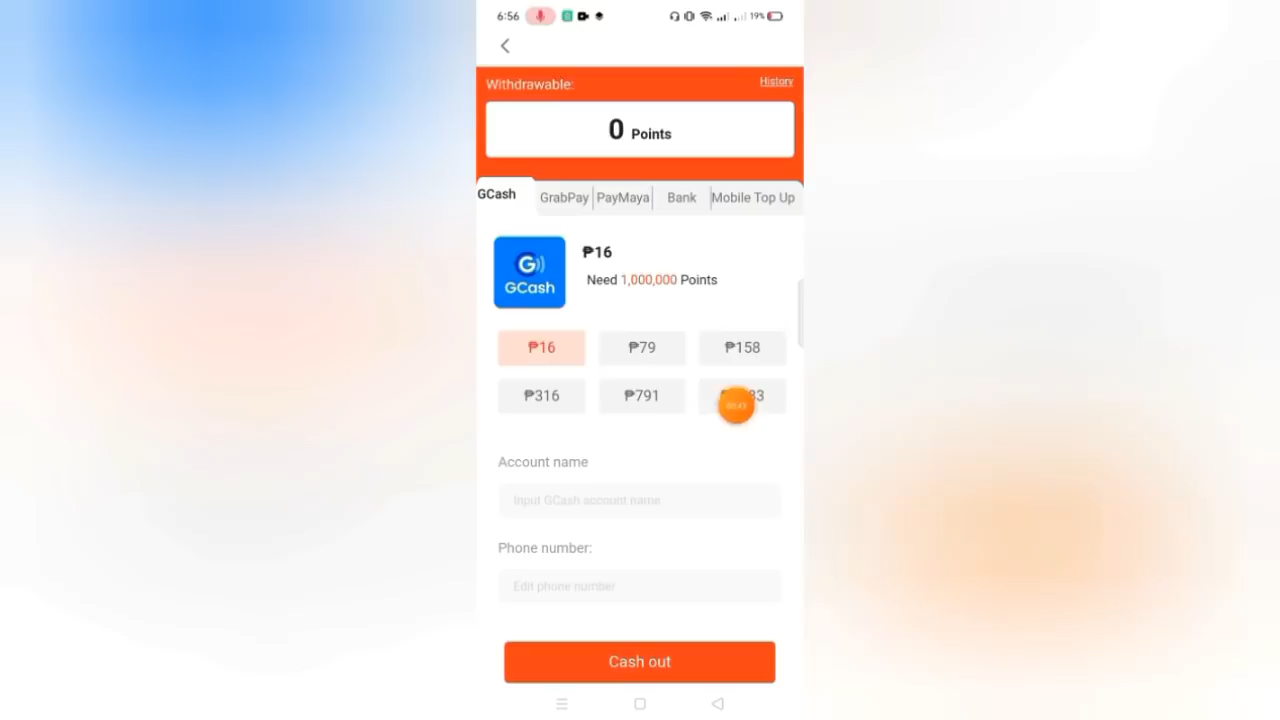 6:56
19%
Withdrawable:
History
0 Points
GCash
GrabPay
PayMaya
Bank
Mobile Top Up
₱16
Need 1,000,000 Points
G
GCash
₱16
₱79
₱158
₱316
₱791
Account name
Input GCash account name
Phone number:
Edit phone number
Cash out